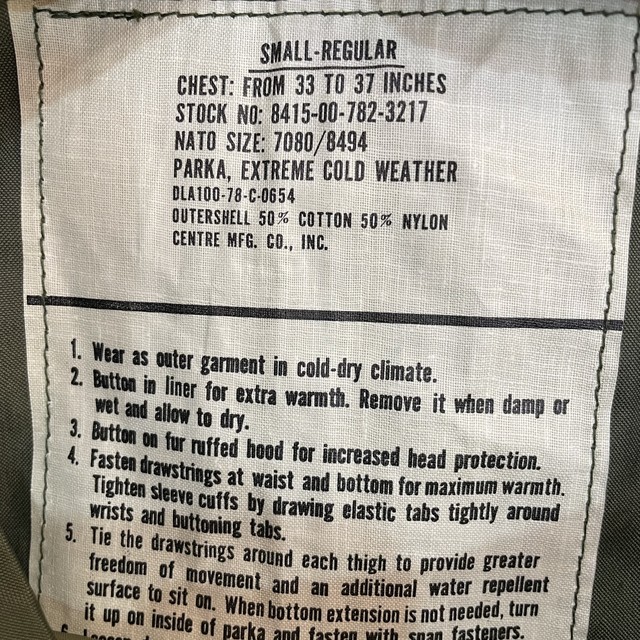 SMALL-REGULAR
CHEST: FROM 33 TO 37 INCHES
STOCK NO: 8415-00-782-3217
NATO SIZE: 7080/8494
PARKA, EXTREME COLD WEATHER
DLA100-78-C-0654
OUTERSHELL 50% COTTON 50% NYLON
CENTRE MFG. CO., INC.
1. Wear as outer garment in cold-dry climate.
2. Button in liner for extra warmth. Remove it when damp or
wet and allow to dry.
3. Button on fur ruffed hood for increased head protection.
4. Fasten drawstrings at waist and bottom for maximum warmth.
Tighten sleeve cuffs by drawing elastic tabs tightly around
wrists and buttoning tabs.
5. Tie the drawstrings around each thigh to provide greater
freedom of movement and an additional water repellent
surface to sit on. When bottom extension is not needed, turn
it up on inside of parka and fasten with snap fasteners.